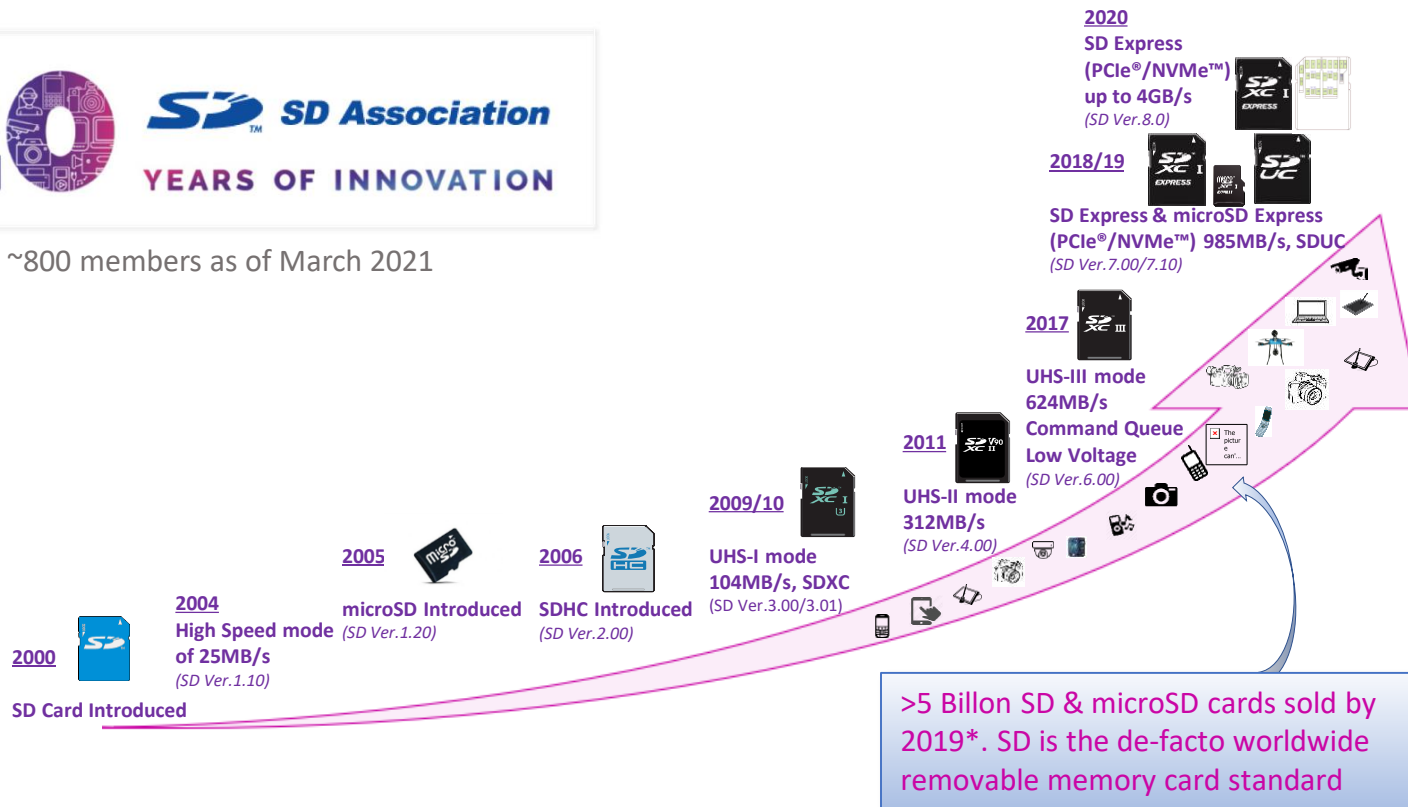 SD Association
YEARS OF INNOVATION
~800 members as of March 2021
2000
SD Card Introduced
2004
High Speed mode
of 25MB/s
(SD Ver.1.10)
2005
microSD Introduced
(SD Ver.1.20)
2006
SDHC Introduced
(SD Ver.2.00)
2009/10
UHS-I mode
104MB/s, SDXC
(SD Ver.3.00/3.01)
2011
UHS-II mode
312MB/s
(SD Ver.4.00)
2017
UHS-III mode
624MB/s
Command Queue
Low Voltage
(SD Ver.6.00)
2018/19
SD Express & microSD Express
(PCIe®/NVMe™) 985MB/s, SDUC
(SD Ver.7.00/7.10)
2020
SD Express
(PCIe®/NVMe™)
up to 4GB/s
(SD Ver.8.0)
The
pictur
e
can'...
>5 Billon SD & microSD cards sold by
2019*. SD is the de-facto worldwide
removable memory card standard